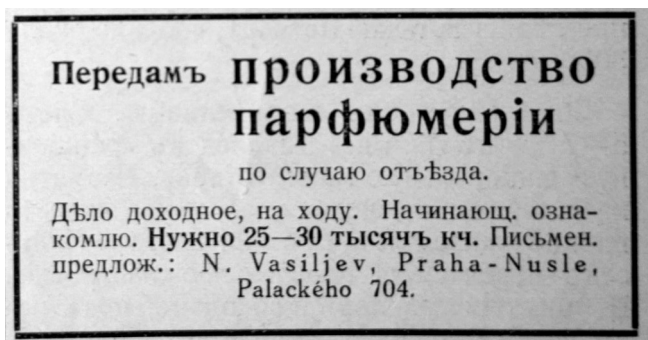 Передамъ производство
парфюмеріи
по случаю отъѣзда.
Дѣло доходное, на ходу. Начинающ. озна-
комлю. Нужно 25—30 тысячъ кч. Письмен.
предлож.: N. Vasiljev, Praha-Nusle,
Palackého 704.